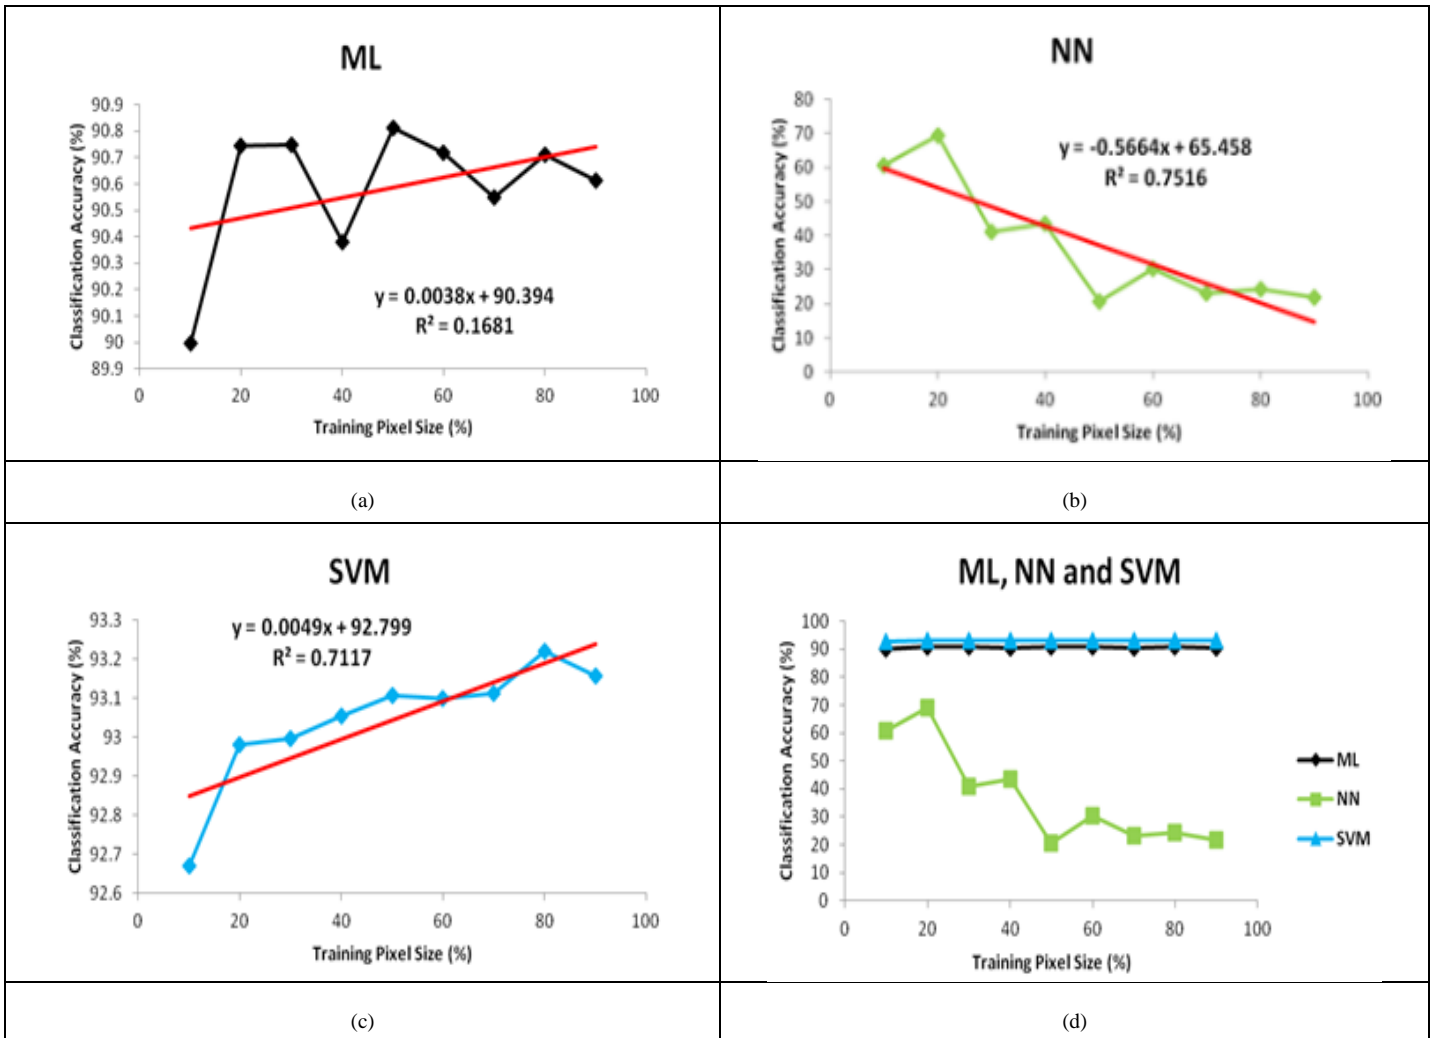 ML
Classification Accuracy (%)
90.9
90.8
90.7
90.6
90.5
90.4
90.3
90.2
90.1
90
89.9
y = 0.0038x + 90.394
R² = 0.1681
0 20 40 60 80 100
Training Pixel Size (%)
(a)
NN
Classification Accuracy (%)
80
70
60
50
40
30
20
10
0
y = -0.5664x + 65.458
R² = 0.7516
0 20 40 60 80 100
Training Pixel Size (%)
(b)
SVM
Classification Accuracy (%)
93.3
93.2
93.1
93
92.9
92.8
92.7
92.6
y = 0.0049x + 92.799
R² = 0.7117
0 20 40 60 80 100
Training Pixel Size (%)
(c)
ML, NN and SVM
Classification Accuracy (%)
100
90
80
70
60
50
40
30
20
10
0
ML
NN
SVM
0 20 40 60 80 100
Training Pixel Size (%)
(d)